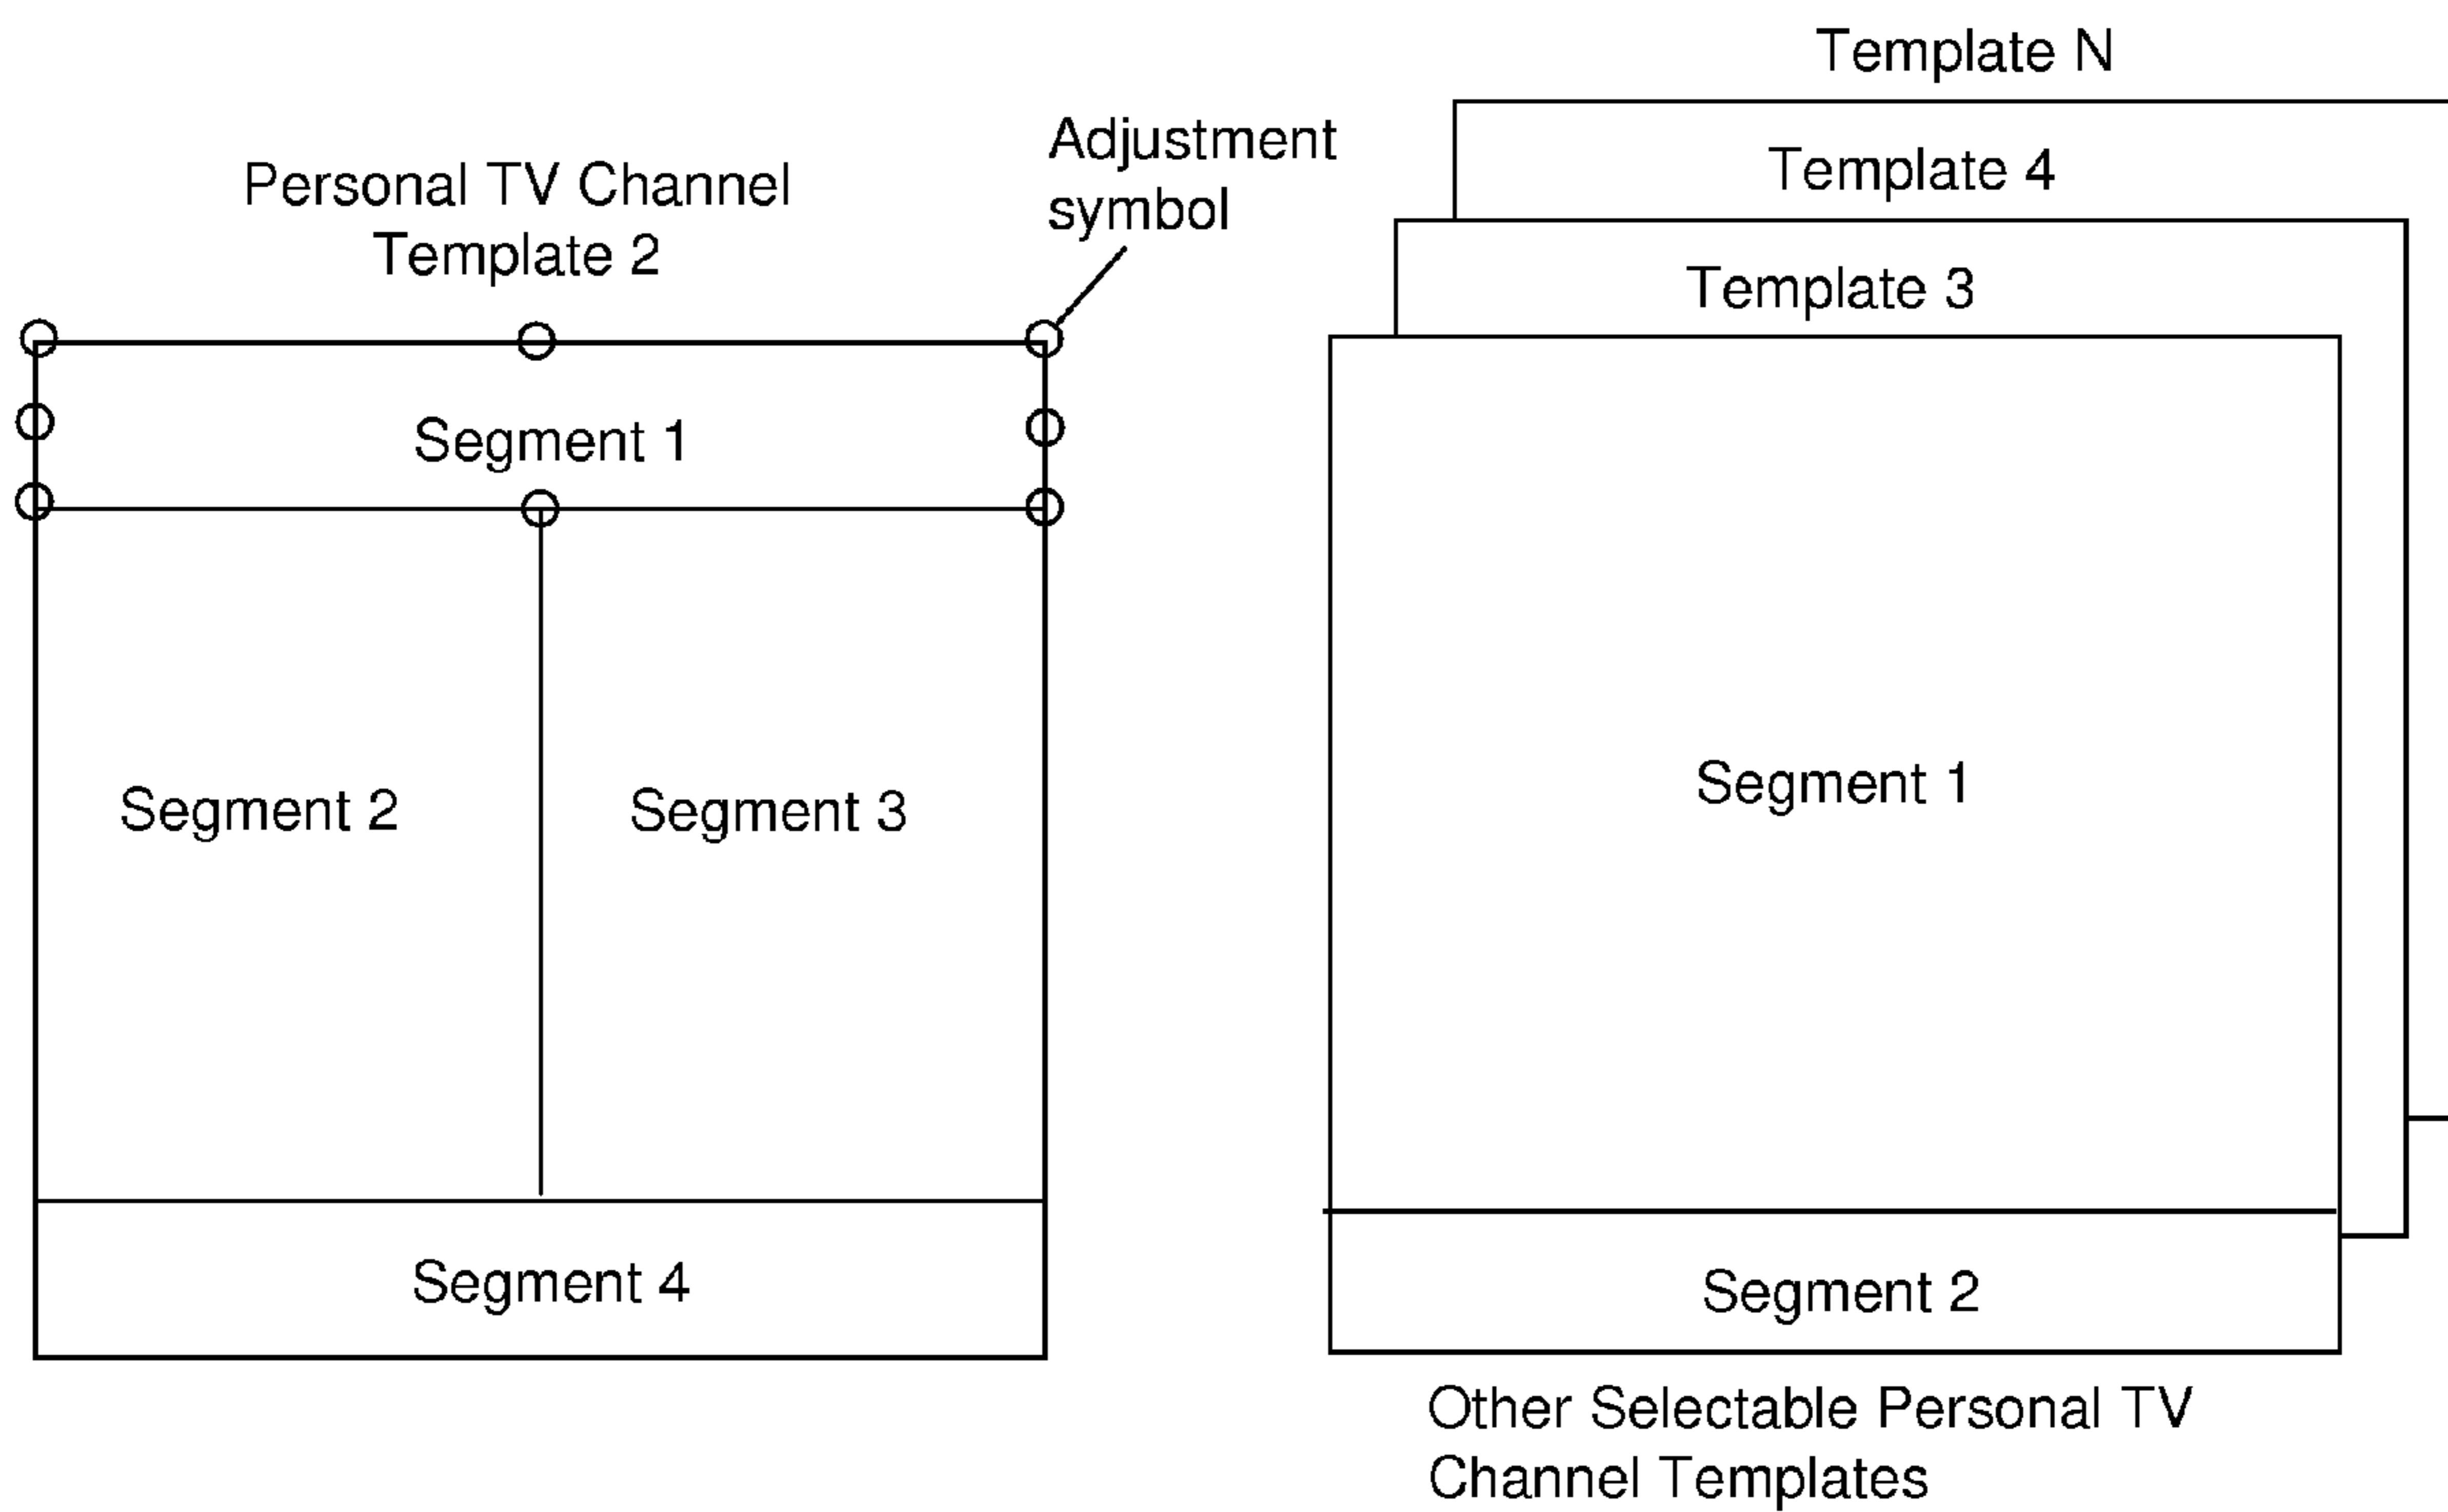 Personal TV Channel
Template 2
Adjustment
symbol
Segment 1
Segment 2
Segment 3
Segment 4
Template N
Template 4
Template 3
Segment 1
Segment 2
Other Selectable Personal TV
Channel Templates